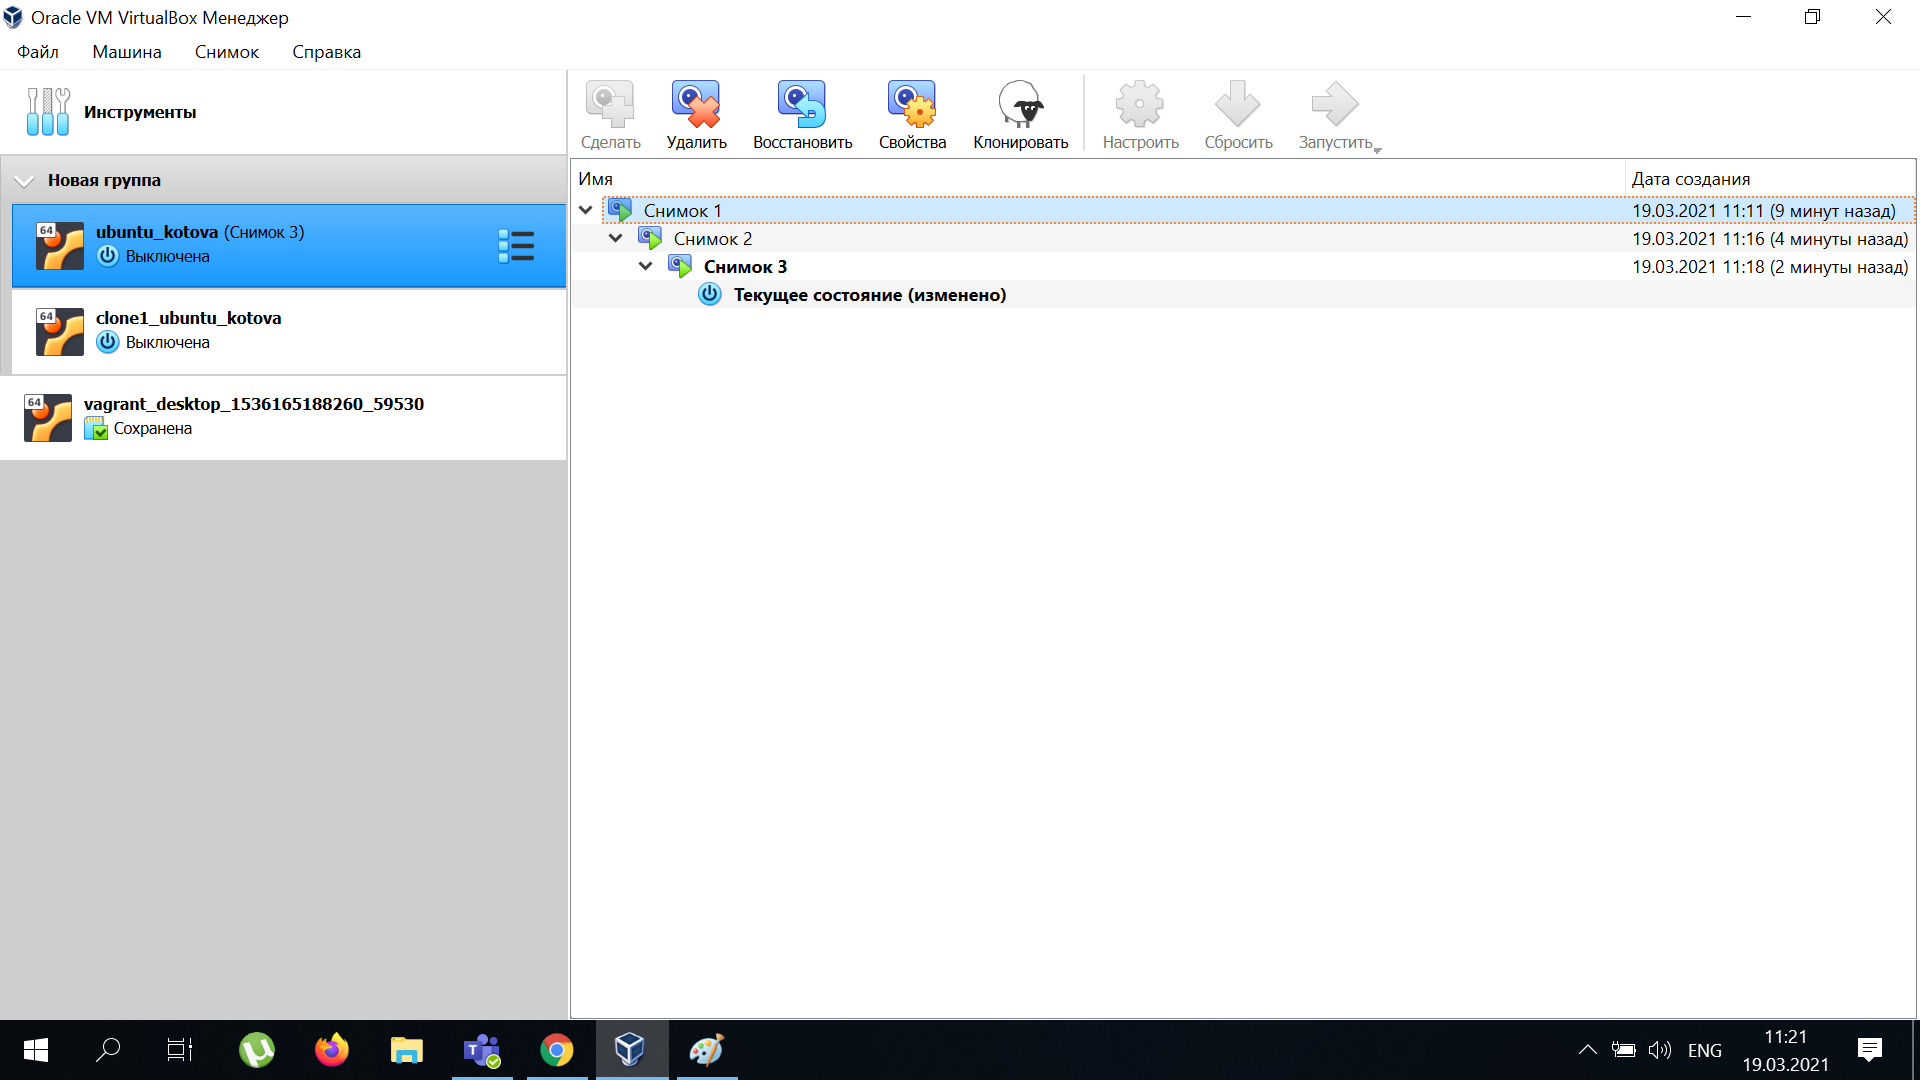 Oracle VM VirtualBox Менеджер
Файл Машина Снимок Справка
Инструменты
Сделать Удалить Восстановить Свойства Клонировать Настроить Сбросить Запустить
Новая группа
64
ubuntu_kotova (Снимок 3)
Выключена
64
clone1_ubuntu_kotova
Выключена
64
vagrant_desktop_1536165188260_59530
Сохранена
Имя Дата создания
Снимок 1 19.03.2021 11:11 (9 минут назад)
Снимок 2 19.03.2021 11:16 (4 минуты назад)
Снимок 3 19.03.2021 11:18 (2 минуты назад)
Текущее состояние (изменено)
ENG
11:21
19.03.2021